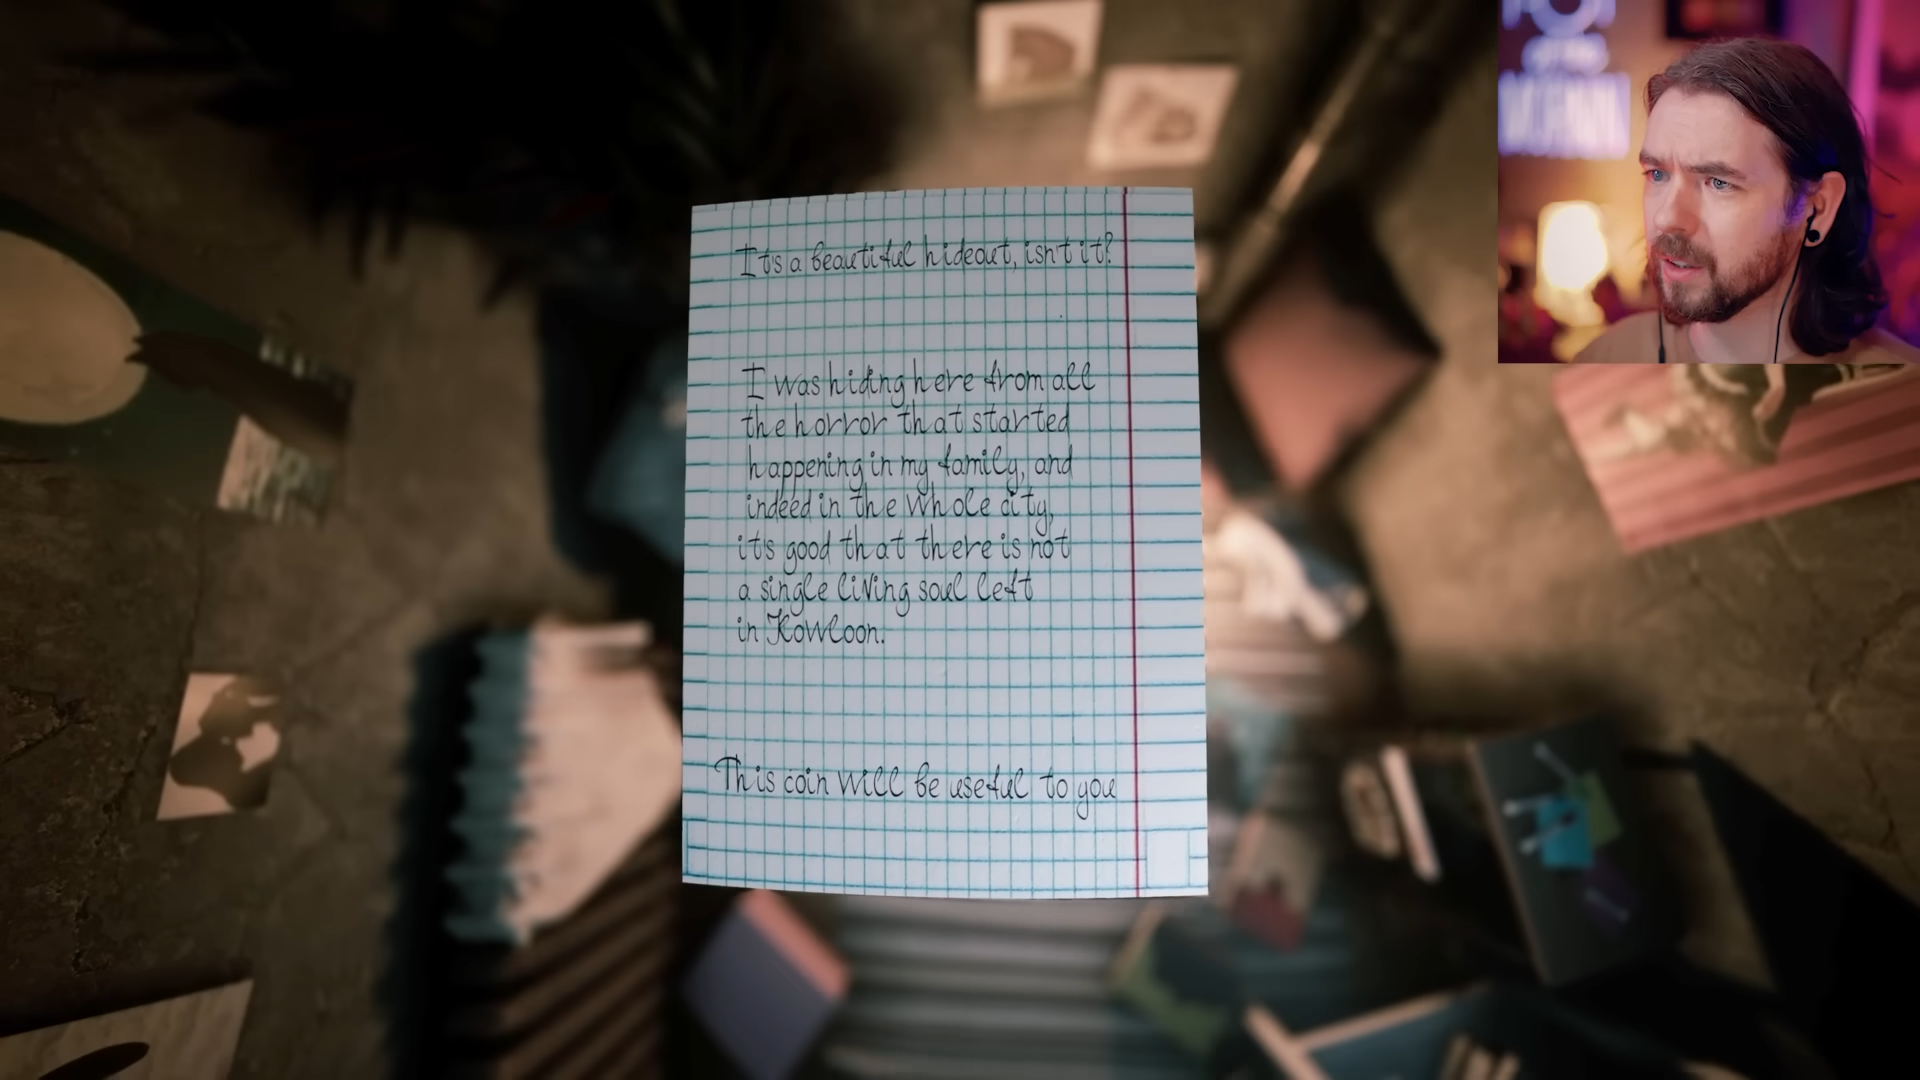 It's a beautiful hideout, isn't it?
I was hiding here from all
the horror that started
happening in my family, and
indeed in the whole city,
it's good that there is not
a single living soul left
in Kowloon.
This coin will be useful to you